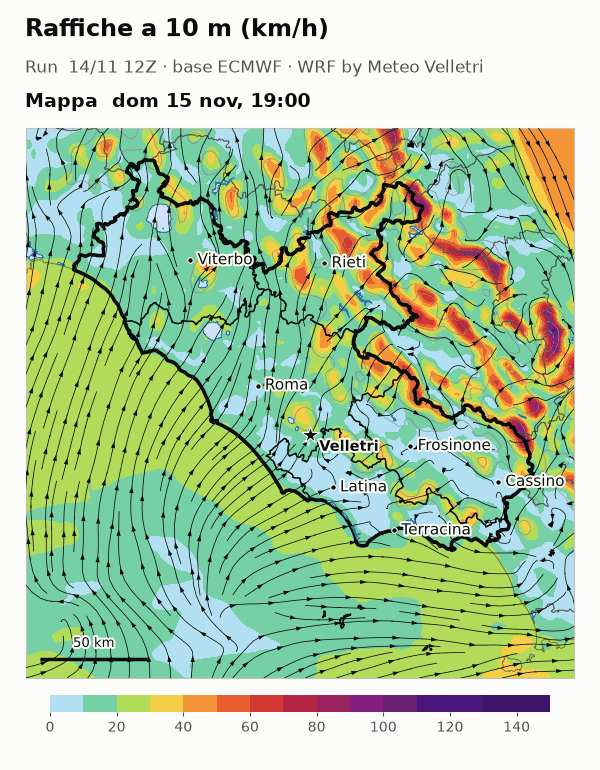 Raffiche a 10 m (km/h)
Run  14/11 12Z · base ECMWF · WRF by Meteo Velletri
Mappa  dom 15 nov, 19:00
Viterbo
Rieti
Roma
Velletri
Frosinone
Latina
Cassino
Terracina
50 km
0 20 40 60 80 100 120 140